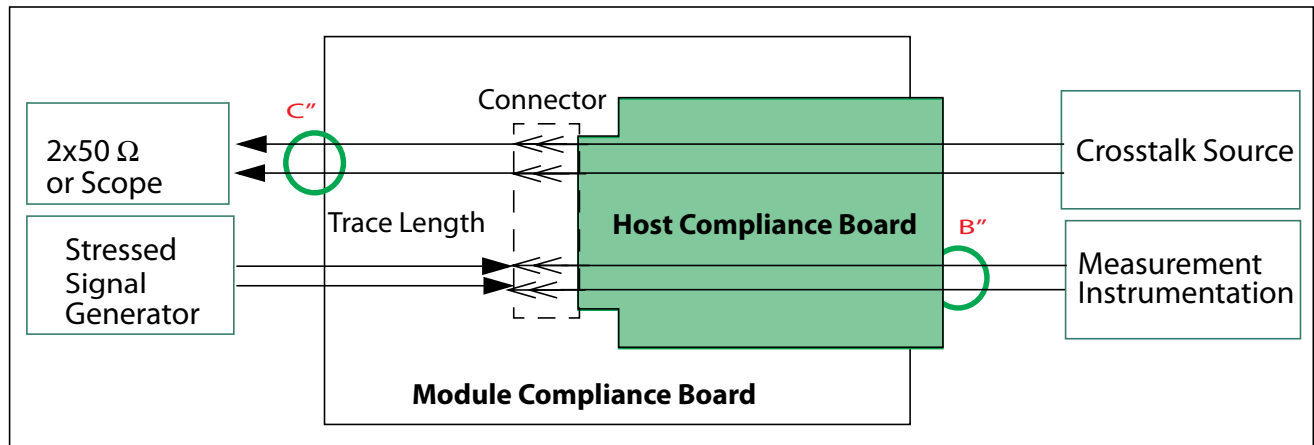 C”
Connector
2x50 Ω
or Scope
Crosstalk Source
Trace Length
Host Compliance Board
B”
Stressed
Signal
Generator
Measurement
Instrumentation
Module Compliance Board